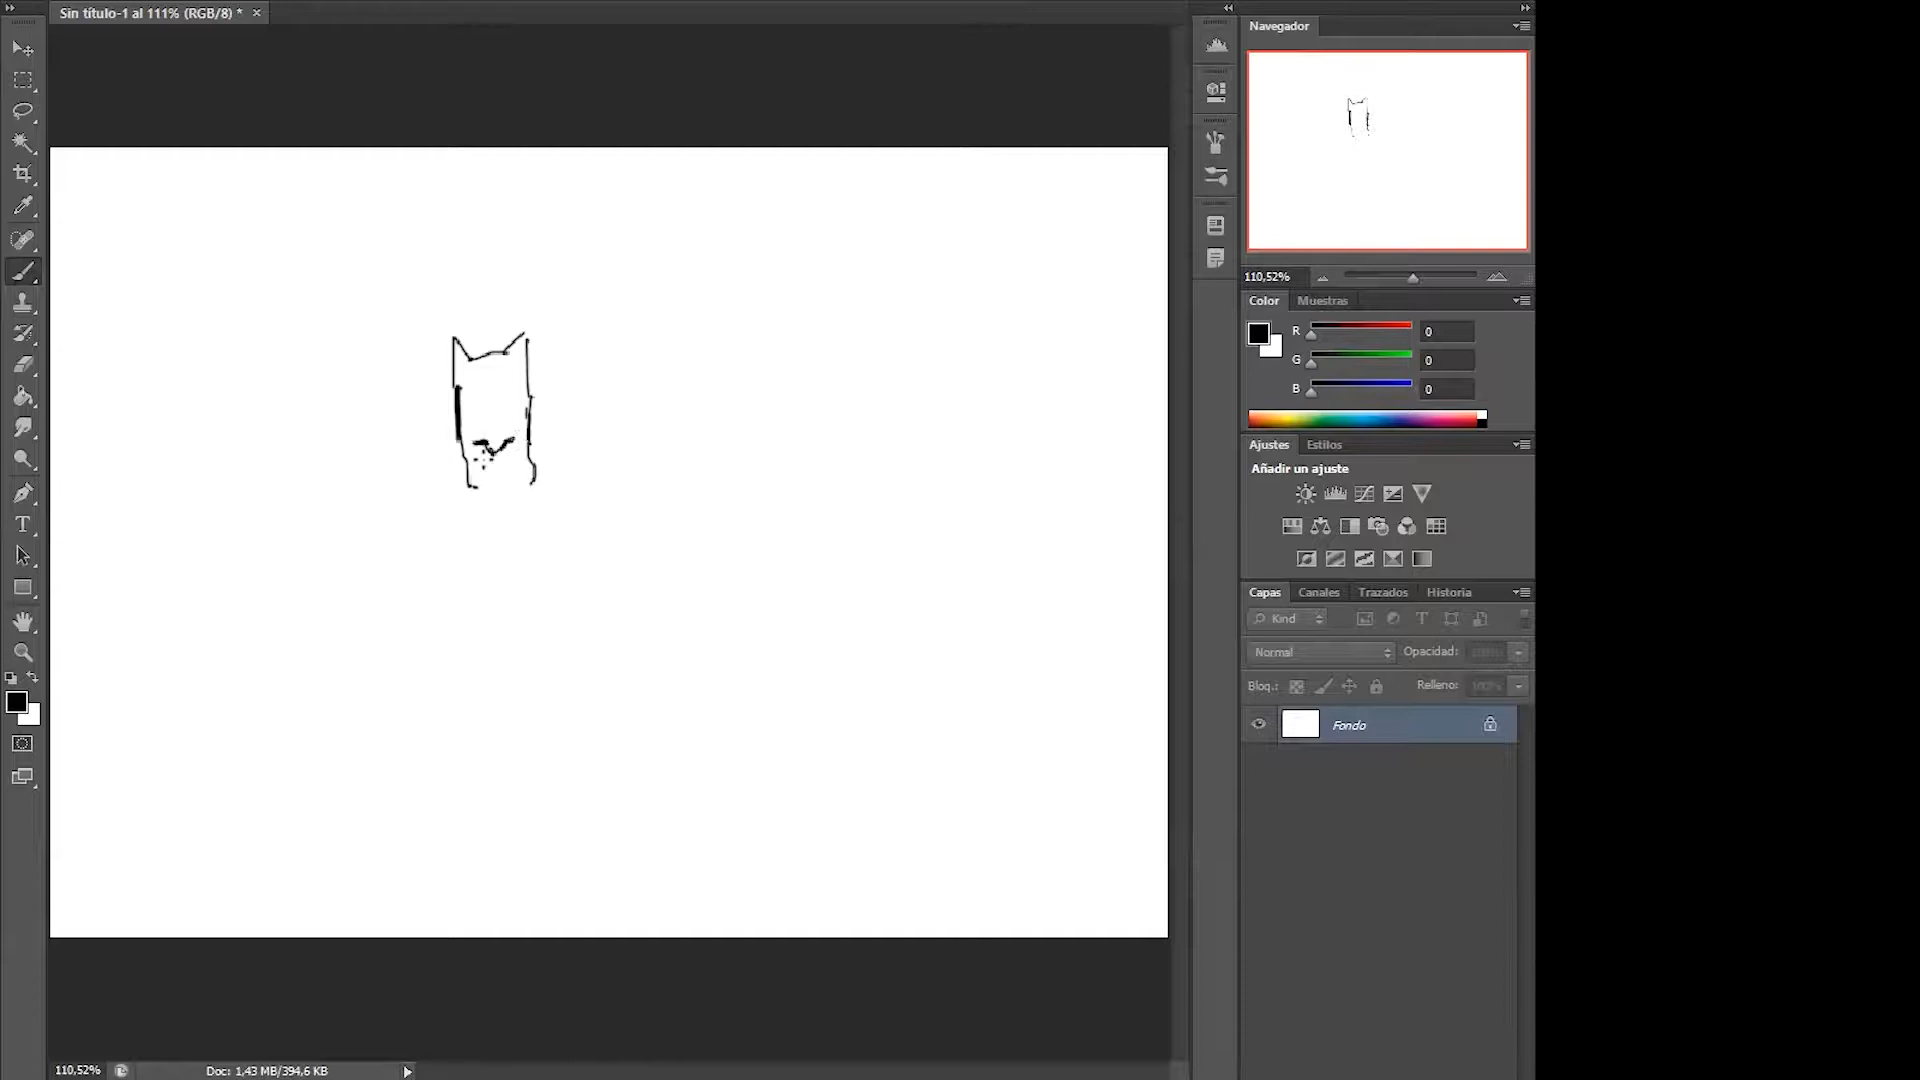 Sin título-1 al 111% (RGB/8) *
Navegador
110,52%
Color Muestras
R 0
G 0
B 0
Ajustes Estilos
Añadir un ajuste
Capas Canales Trazados Historia
Kind
Normal Opacidad:
Bloq.: Relleno:
Fondo
110,52% Doc: 1,43 MB/394,6 KB